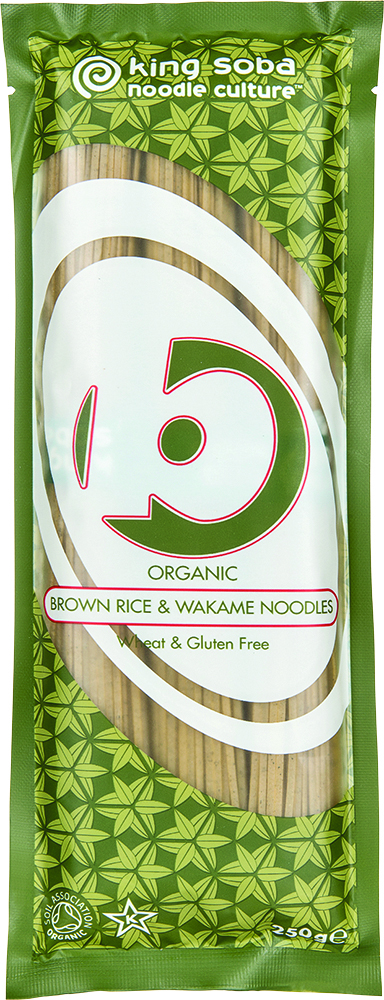 king soba
noodle culture™
ORGANIC
BROWN RICE & WAKAME NOODLES
Wheat & Gluten Free
SOIL ASSOCIATION
ORGANIC
K
250g℮